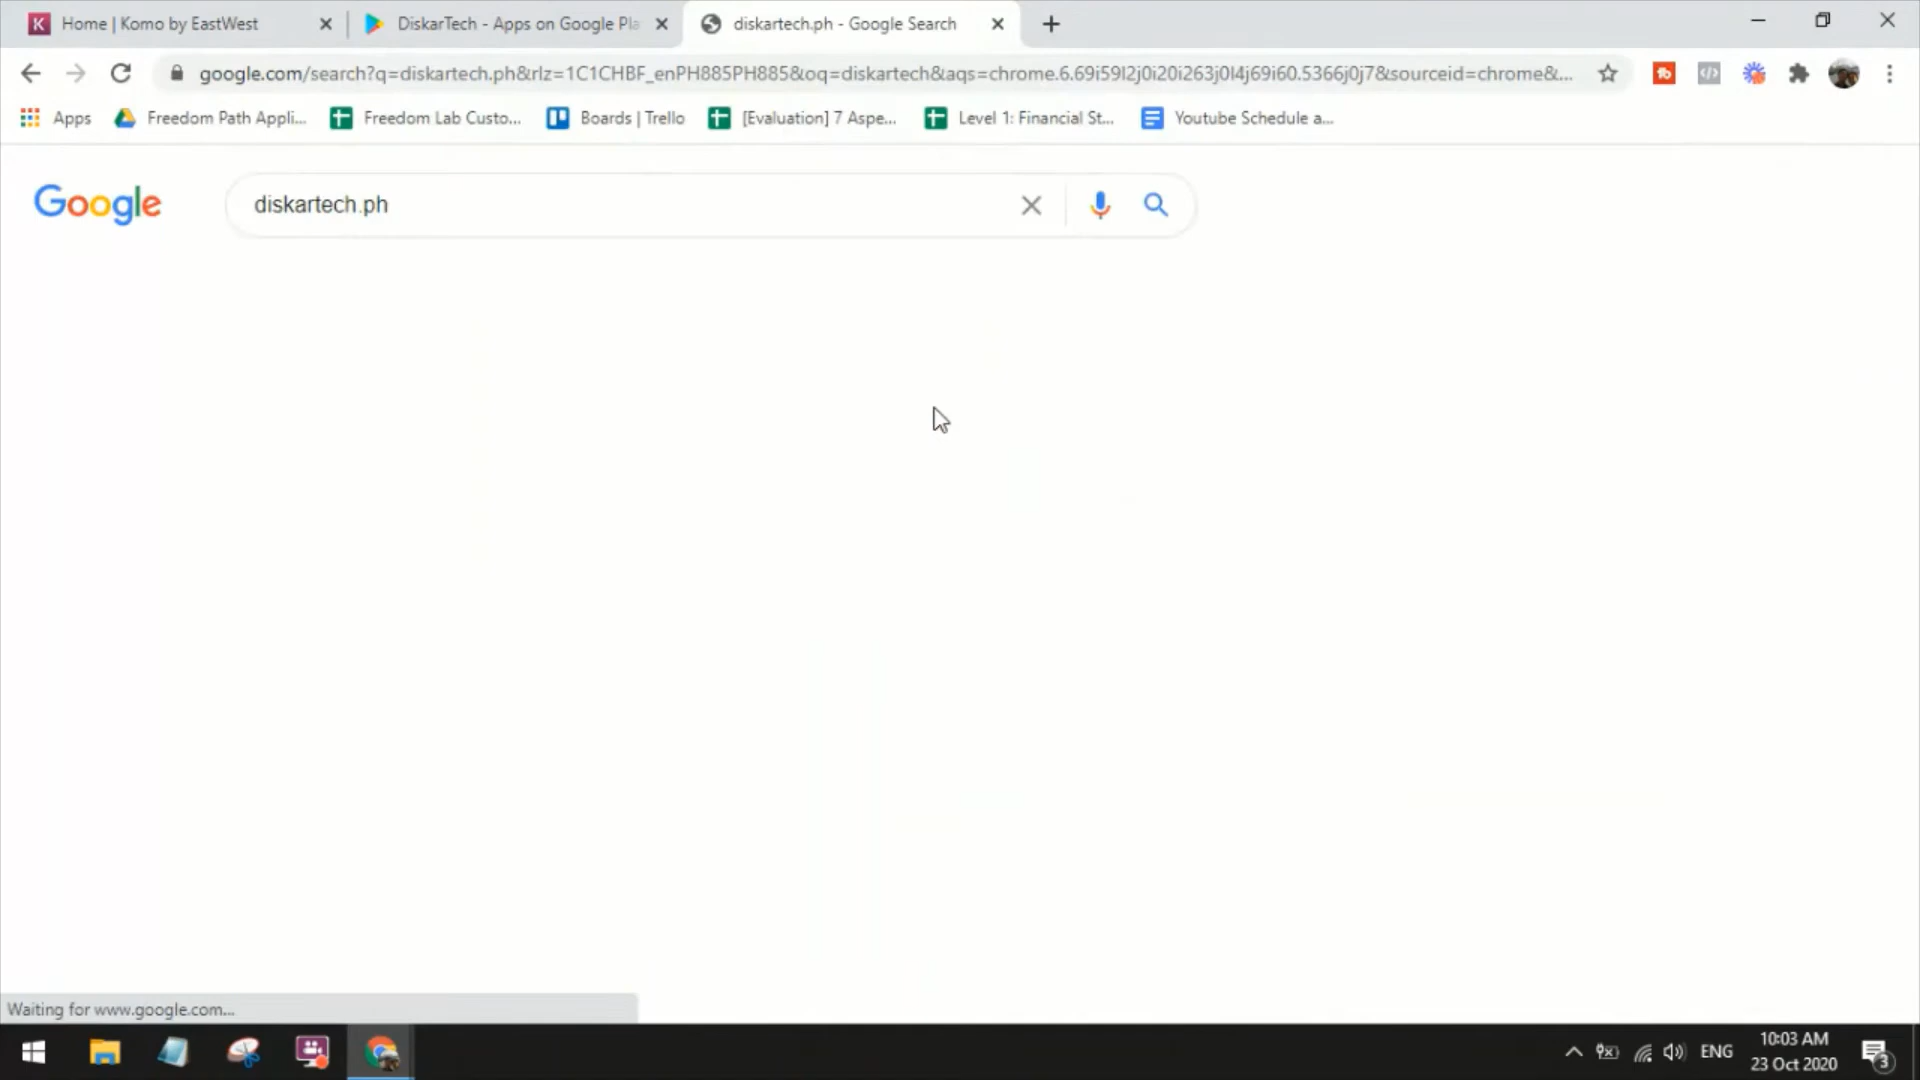 K Home | Komo by EastWest
DiskarTech - Apps on Google Pla
diskartech.ph - Google Search
google.com/search?q=diskartech.ph&rlz=1C1CHBF_enPH885PH885&oq=diskartech&aqs=chrome.6.69i59l2j0i20i263j0l4j69i60.5366j0j7&sourceid=chrome&...
Apps
Freedom Path Appli...
Freedom Lab Custo...
Boards | Trello
[Evaluation] 7 Aspe...
Level 1: Financial St...
Youtube Schedule a...
Google
diskartech.ph
Waiting for www.google.com...
ENG
10:03 AM
23 Oct 2020
3